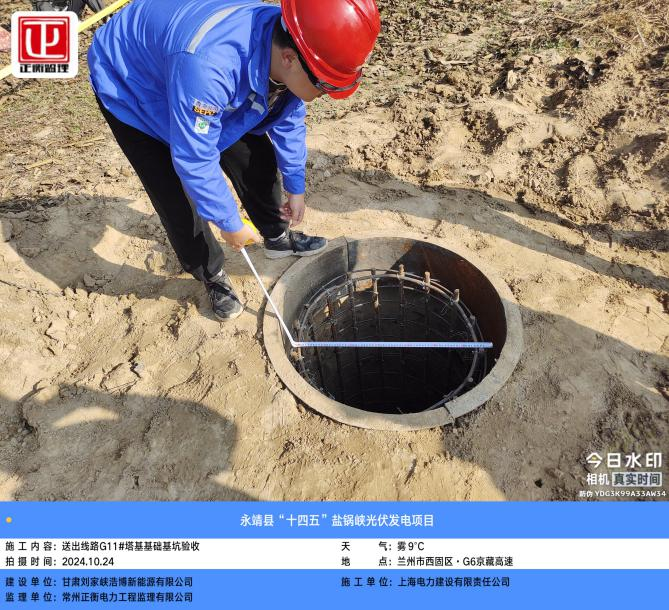 正衡监理
今日水印
相机 真实时间
防伪 YDG3K99A33AW34
永靖县“十四五”盐锅峡光伏发电项目
施工内容：送出线路G11#塔基基础基坑验收
天气：雾9℃
拍摄时间：2024.10.24
地点：兰州市西固区·G6京藏高速
建设单位：甘肃刘家峡浩博新能源有限公司
施工单位：上海电力建设有限责任公司
监理单位：常州正衡电力工程监理有限公司